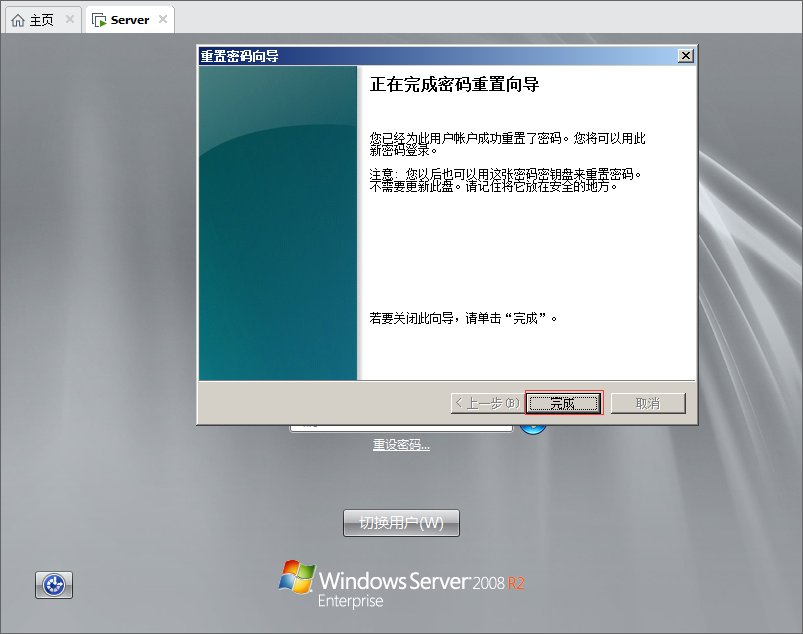 主页
Server
重置密码向导
正在完成密码重置向导
您已经为此用户帐户成功重置了密码。您将可以用此
新密码登录。
注意: 您以后也可以用这张密码密钥盘来重置密码。
不需要更新此盘。请记住将它放在安全的地方。
若要关闭此向导，请单击“完成”。
< 上一步(B)
完成
取消
重设密码...
切换用户(W)
Windows Server 2008 R2
Enterprise